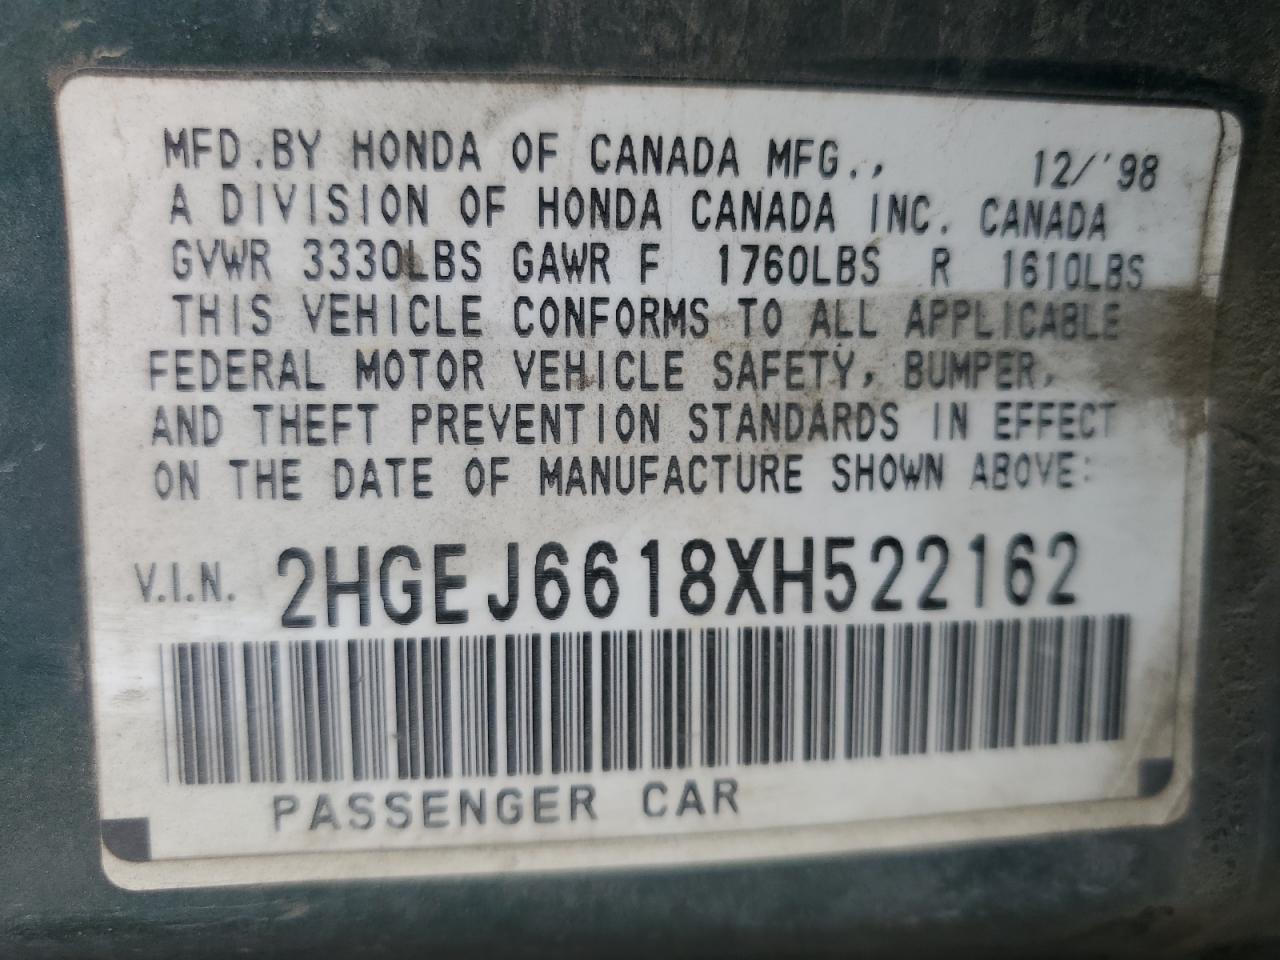 MFD.BY HONDA OF CANADA MFG., 12/'98
A DIVISION OF HONDA CANADA INC. CANADA
GVWR 3330LBS GAWR F 1760LBS R 1610LBS
THIS VEHICLE CONFORMS TO ALL APPLICABLE
FEDERAL MOTOR VEHICLE SAFETY, BUMPER,
AND THEFT PREVENTION STANDARDS IN EFFECT
ON THE DATE OF MANUFACTURE SHOWN ABOVE:
V.I.N. 2HGEJ6618XH522162
PASSENGER CAR